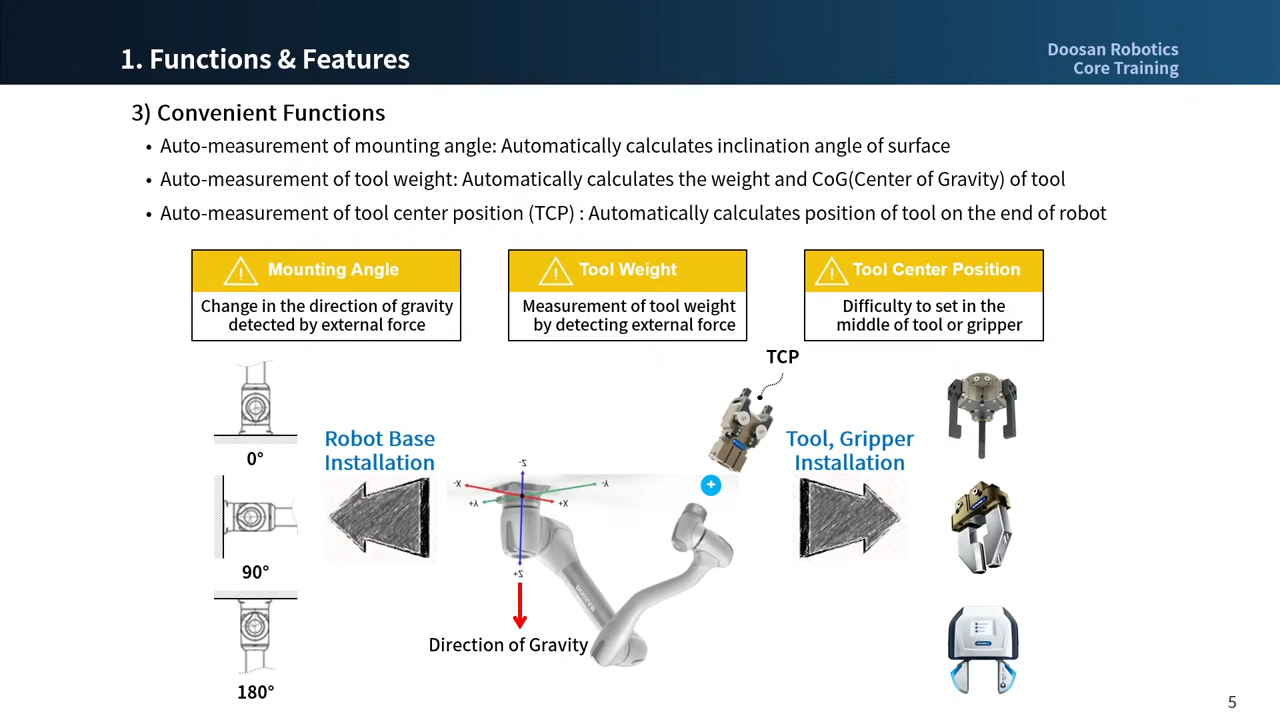 1. Functions & Features
Doosan Robotics
Core Training
3) Convenient Functions
• Auto-measurement of mounting angle: Automatically calculates inclination angle of surface
• Auto-measurement of tool weight: Automatically calculates the weight and CoG(Center of Gravity) of tool
• Auto-measurement of tool center position (TCP) : Automatically calculates position of tool on the end of robot
Mounting Angle
Change in the direction of gravity
detected by external force
Tool Weight
Measurement of tool weight
by detecting external force
Tool Center Position
Difficulty to set in the
middle of tool or gripper
TCP
0°
90°
180°
Robot Base
Installation
-Z
-X
-Y
+Y
+X
+Z
DOOSAN
Direction of Gravity
Tool, Gripper
Installation
5